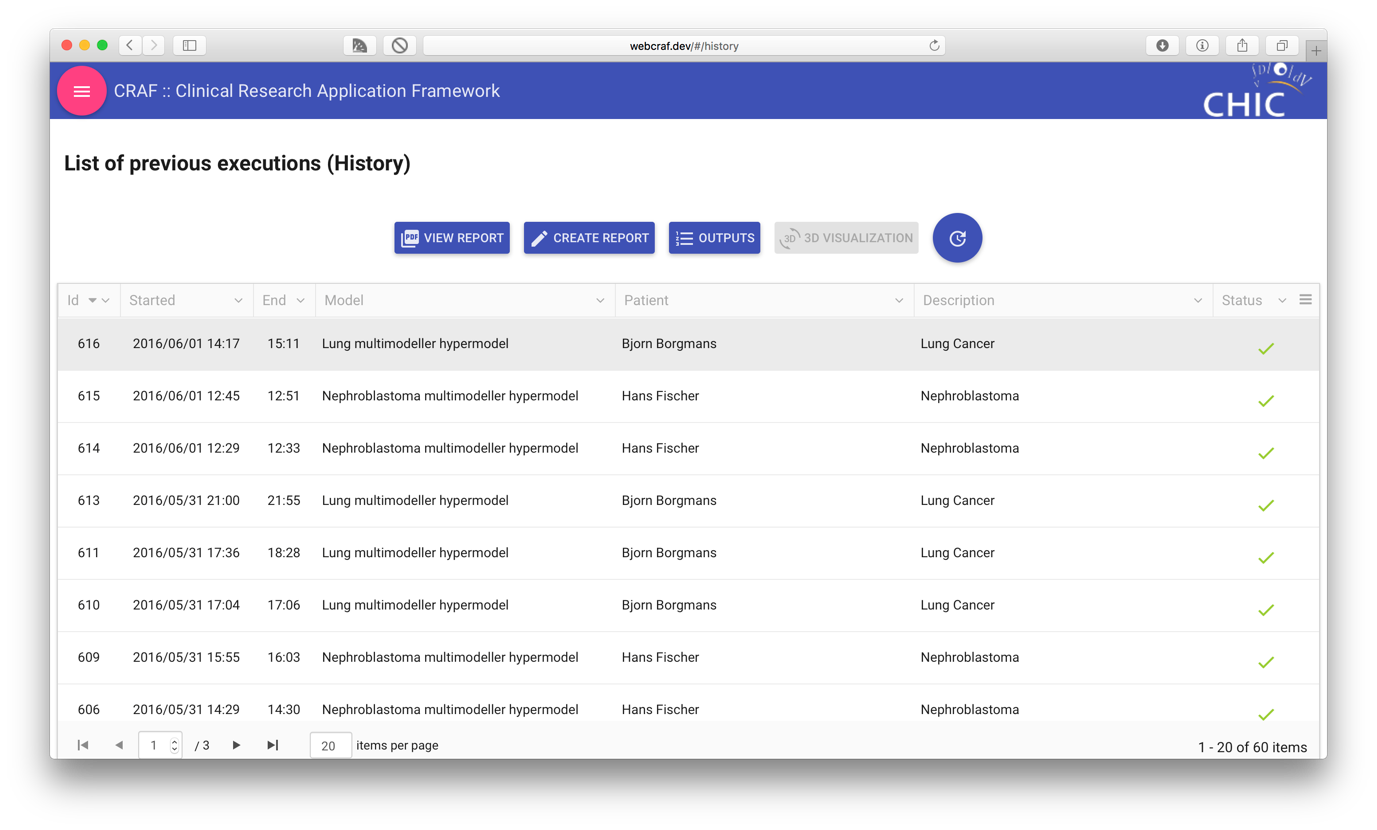 webcraf.dev/#/history
CRAF :: Clinical Research Application Framework
CHIC
List of previous executions (History)
PDF VIEW REPORT CREATE REPORT OUTPUTS 3D 3D VISUALIZATION
Id Started End Model Patient Description Status
616 2016/06/01 14:17 15:11 Lung multimodeller hypermodel Bjorn Borgmans Lung Cancer
615 2016/06/01 12:45 12:51 Nephroblastoma multimodeller hypermodel Hans Fischer Nephroblastoma
614 2016/06/01 12:29 12:33 Nephroblastoma multimodeller hypermodel Hans Fischer Nephroblastoma
613 2016/05/31 21:00 21:55 Lung multimodeller hypermodel Bjorn Borgmans Lung Cancer
611 2016/05/31 17:36 18:28 Lung multimodeller hypermodel Bjorn Borgmans Lung Cancer
610 2016/05/31 17:04 17:06 Lung multimodeller hypermodel Bjorn Borgmans Lung Cancer
609 2016/05/31 15:55 16:03 Nephroblastoma multimodeller hypermodel Hans Fischer Nephroblastoma
606 2016/05/31 14:29 14:30 Nephroblastoma multimodeller hypermodel Hans Fischer Nephroblastoma
1 / 3 20 items per page 1 - 20 of 60 items